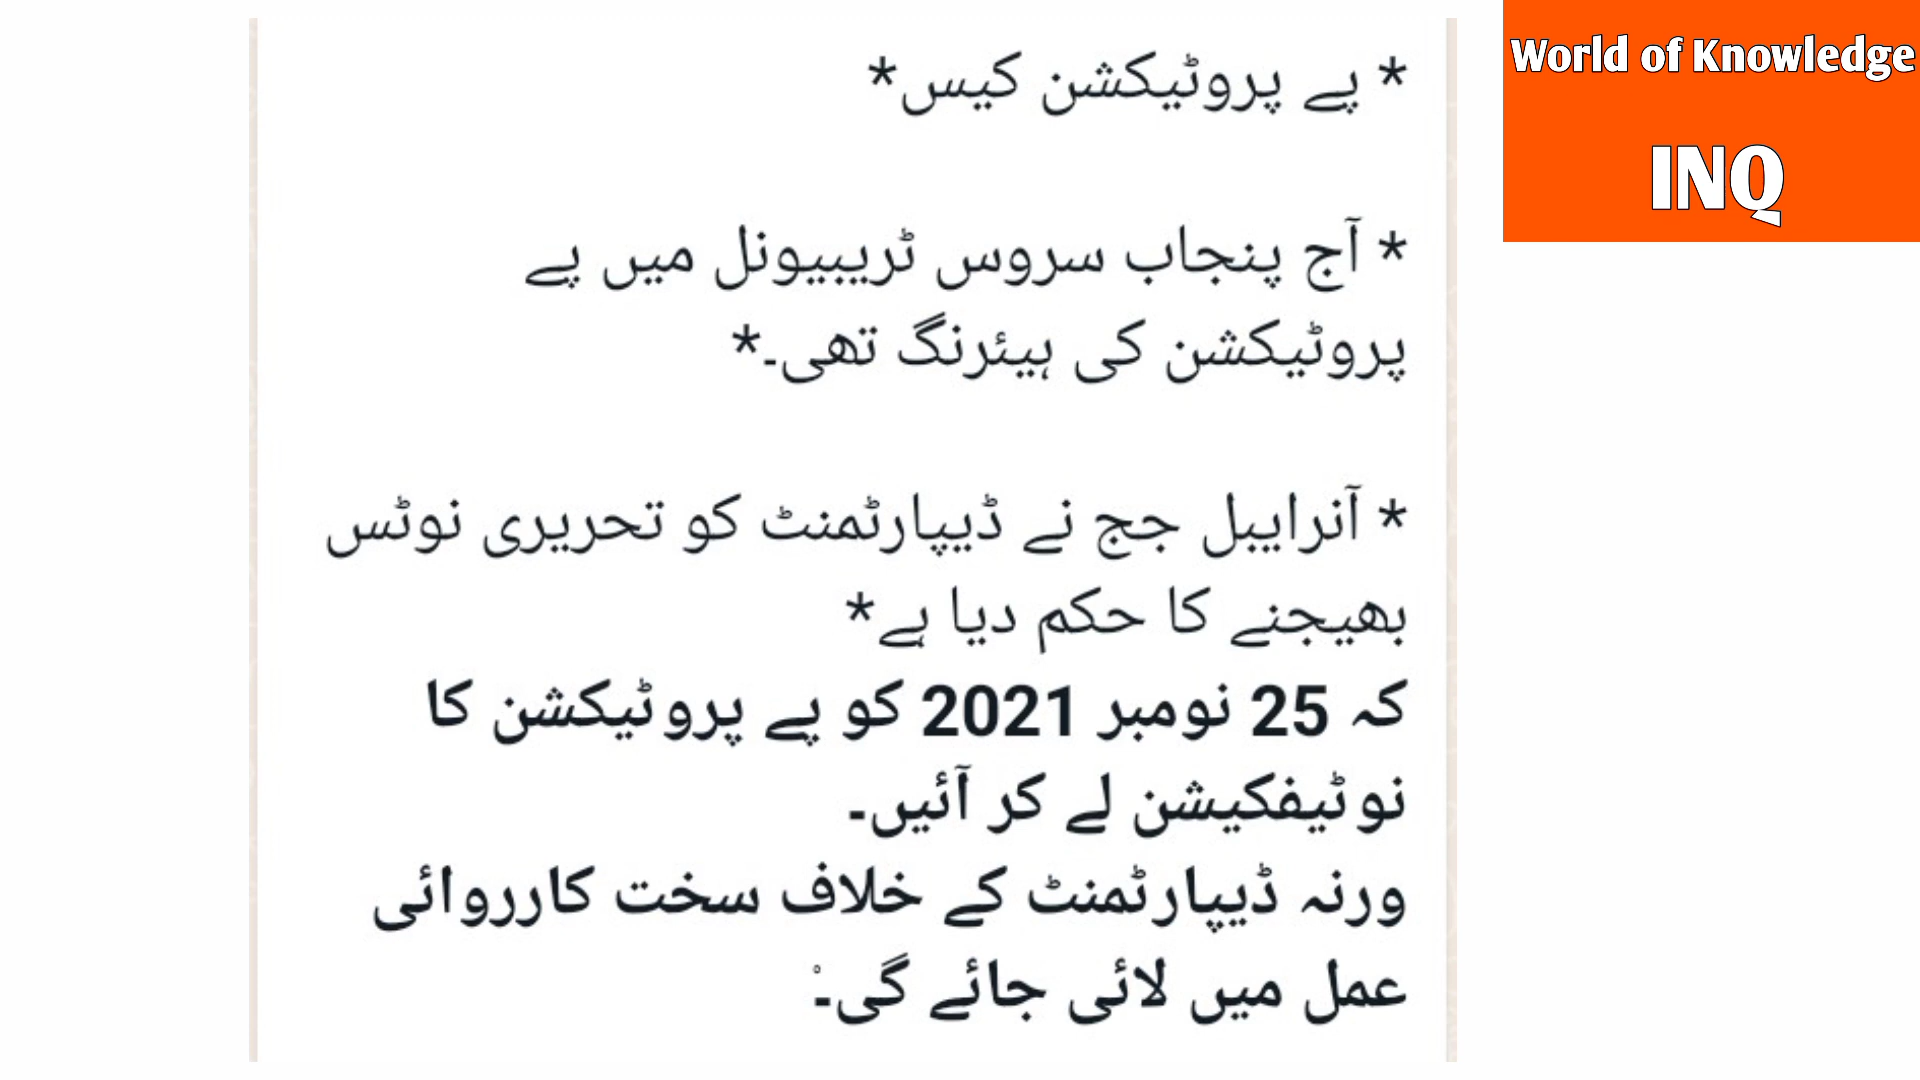 * پے پروٹیکشن کیس*
* آج پنجاب سروس ٹریبیونل میں پے
پروٹیکشن کی ہیئرنگ تھی۔*
* آنرایبل جج نے ڈیپارٹمنٹ کو تحریری نوٹس
بھیجنے کا حکم دیا ہے*
کہ 25 نومبر 2021 کو پے پروٹیکشن کا
نوٹیفکیشن لے کر آئیں۔
ورنہ ڈیپارٹمنٹ کے خلاف سخت کارروائی
عمل میں لائی جائے گی۔ْ
World of Knowledge
INQ